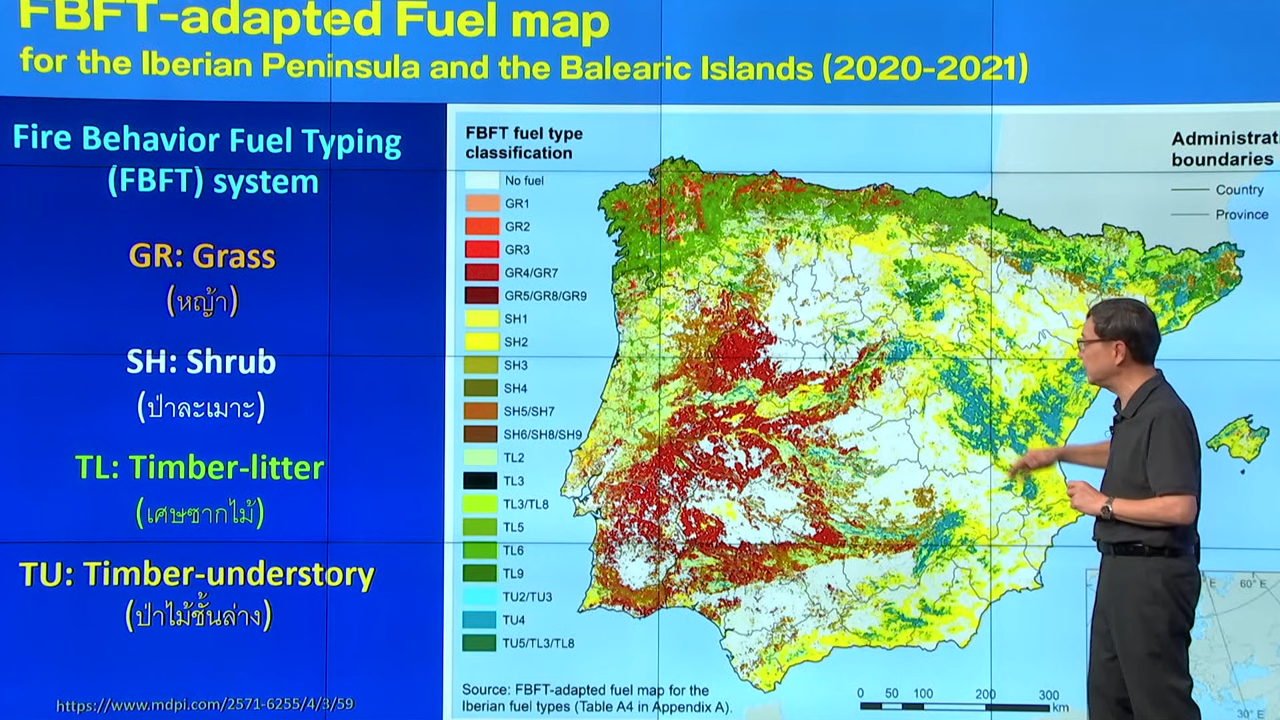 FBFT-adapted Fuel map
for the Iberian Peninsula and the Balearic Islands (2020-2021)
Fire Behavior Fuel Typing
(FBFT) system
GR: Grass
(หญ้า)
SH: Shrub
(ป่าละเมาะ)
TL: Timber-litter
(เศษซากไม้)
TU: Timber-understory
(ป่าไม้ชั้นล่าง)
https://www.mdpi.com/2571-6255/4/3/59
FBFT fuel type
classification
No fuel
GR1
GR2
GR3
GR4/GR7
GR5/GR8/GR9
SH1
SH2
SH3
SH4
SH5/SH7
SH6/SH8/SH9
TL2
TL3
TL3/TL8
TL5
TL6
TL9
TU2/TU3
TU4
TU5/TL3/TL8
Source: FBFT-adapted fuel map for the
Iberian fuel types (Table A4 in Appendix A).
Administrati
boundaries
Country
Province
0 50 100 200 300
km
E 60° E
30° E